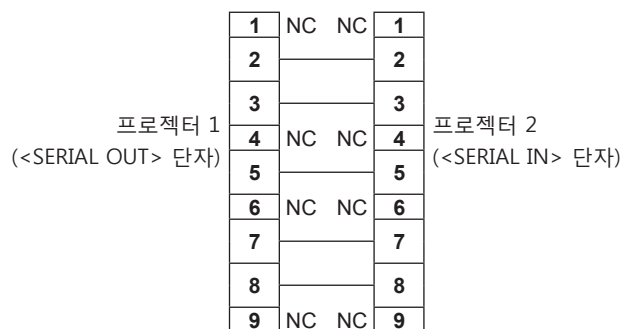 1 NC NC 1
2 2
3 3
프로젝터 1 프로젝터 2
4 NC NC 4
(<SERIAL OUT> 단자) (<SERIAL IN> 단자)
5 5
6 NC NC 6
7 7
8 8
9 NC NC 9